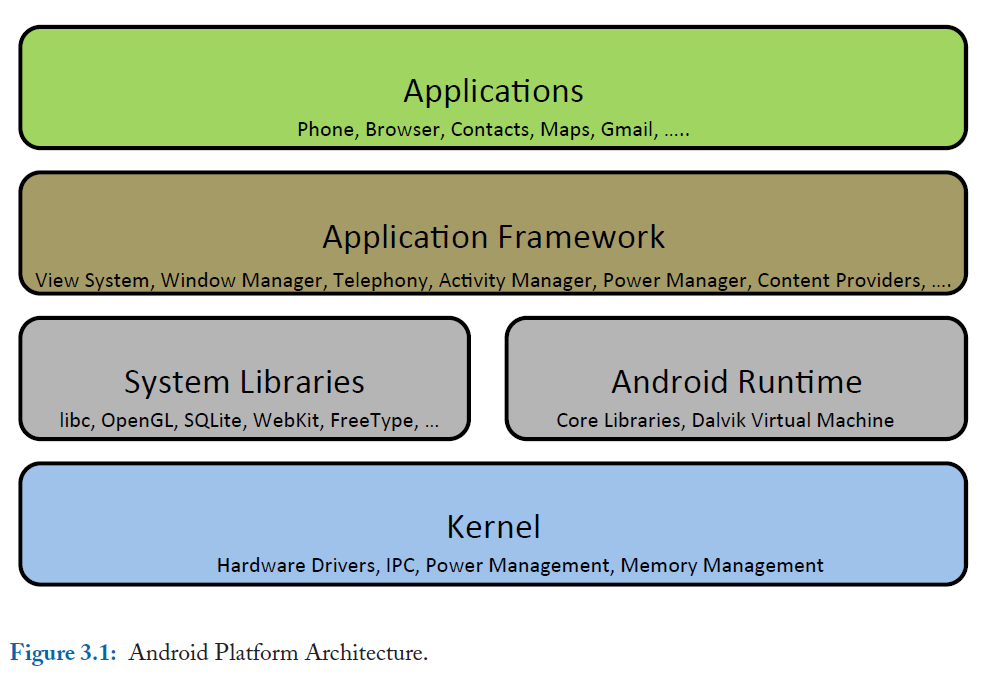 Applications
Phone, Browser, Contacts, Maps, Gmail, .....
Application Framework
View System, Window Manager, Telephony, Activity Manager, Power Manager, Content Providers, ....
System Libraries
libc, OpenGL, SQLite, WebKit, FreeType, ...
Android Runtime
Core Libraries, Dalvik Virtual Machine
Kernel
Hardware Drivers, IPC, Power Management, Memory Management
Figure 3.1: Android Platform Architecture.